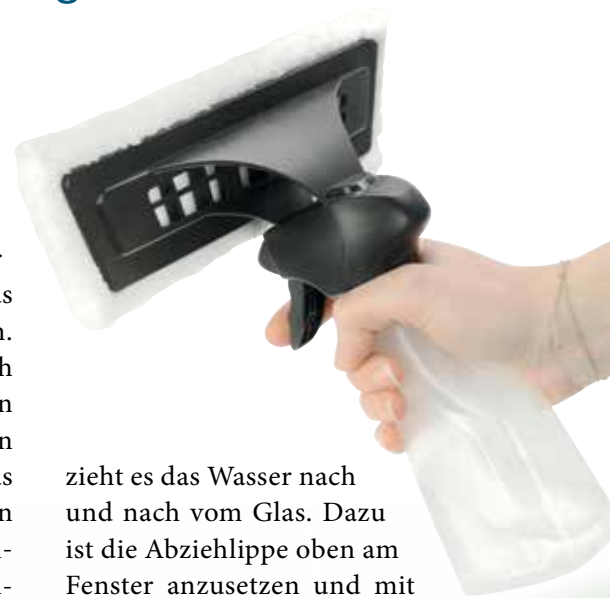 zieht es das Wasser nach
und nach vom Glas. Dazu
ist die Abziehlippe oben am
Fenster anzusetzen und mit